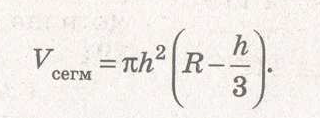 V_сегм = πh²(R − h/3).